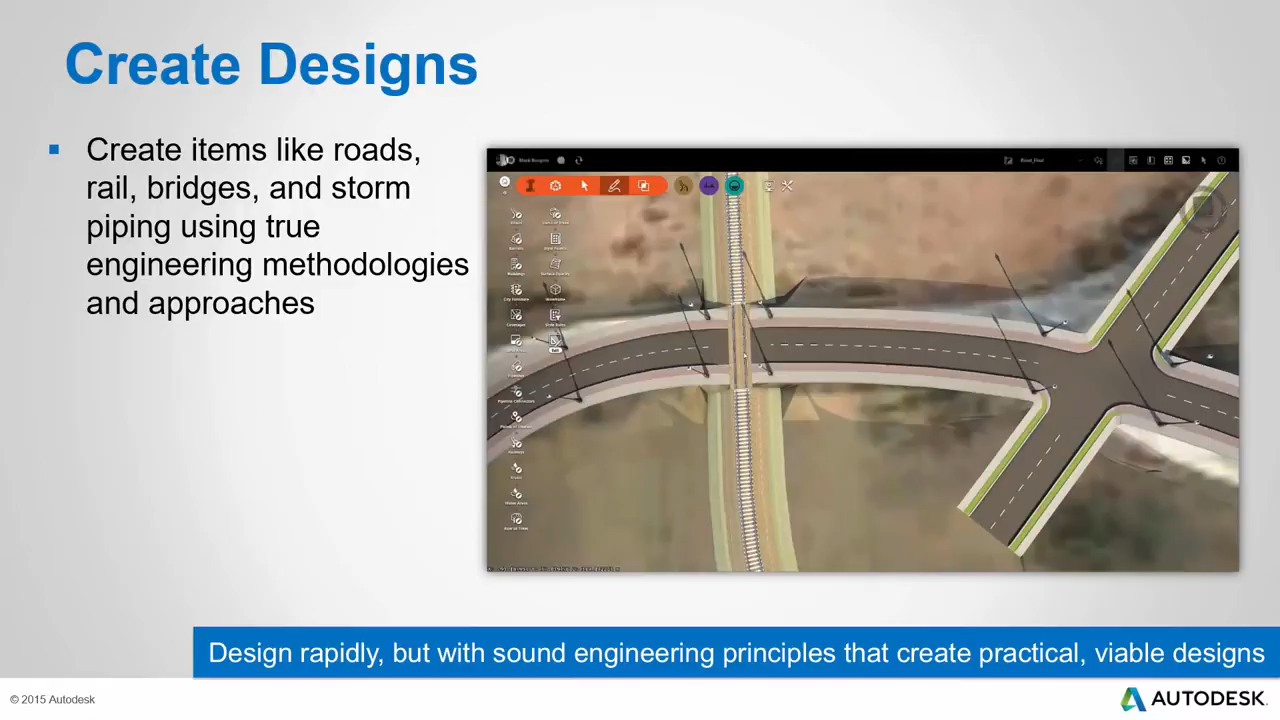 Create Designs
▪ Create items like roads,
rail, bridges, and storm
piping using true
engineering methodologies
and approaches
Design rapidly, but with sound engineering principles that create practical, viable designs
© 2015 Autodesk
AUTODESK.